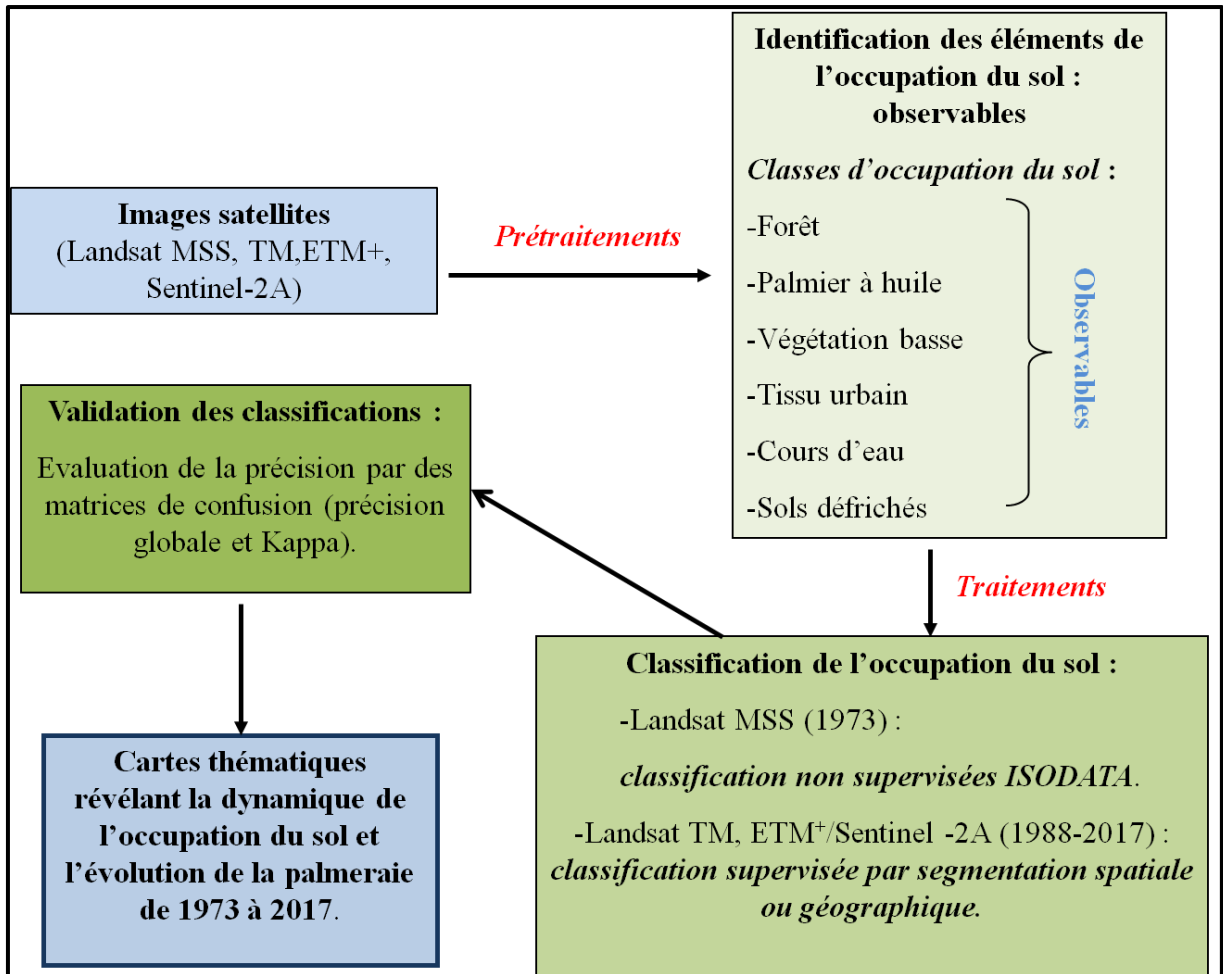 Images satellites
(Landsat MSS, TM,ETM+,
Sentinel-2A)
Prétraitements
Identification des éléments de
l’occupation du sol :
observables
Classes d’occupation du sol :
-Forêt
-Palmier à huile
-Végétation basse
-Tissu urbain
-Cours d’eau
-Sols défrichés
Observables
Traitements
Classification de l’occupation du sol :
-Landsat MSS (1973) :
classification non supervisées ISODATA.
-Landsat TM, ETM+/Sentinel -2A (1988-2017) :
classification supervisée par segmentation spatiale
ou géographique.
Validation des classifications :
Evaluation de la précision par des
matrices de confusion (précision
globale et Kappa).
Cartes thématiques
révélant la dynamique de
l’occupation du sol et
l’évolution de la palmeraie
de 1973 à 2017.